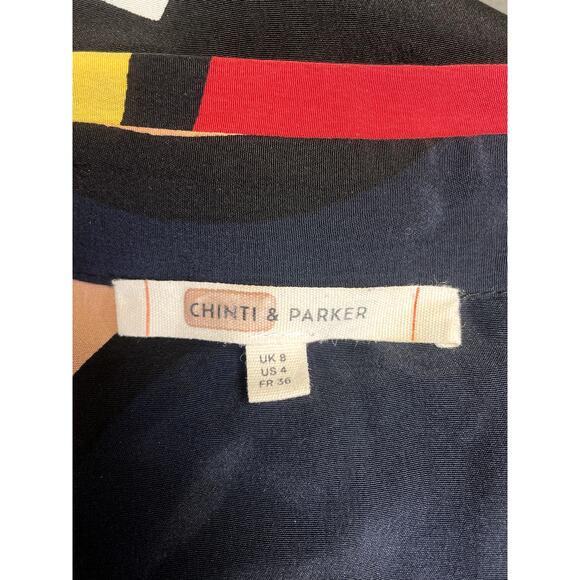 CHINTI & PARKER
UK 8
US 4
FR 36